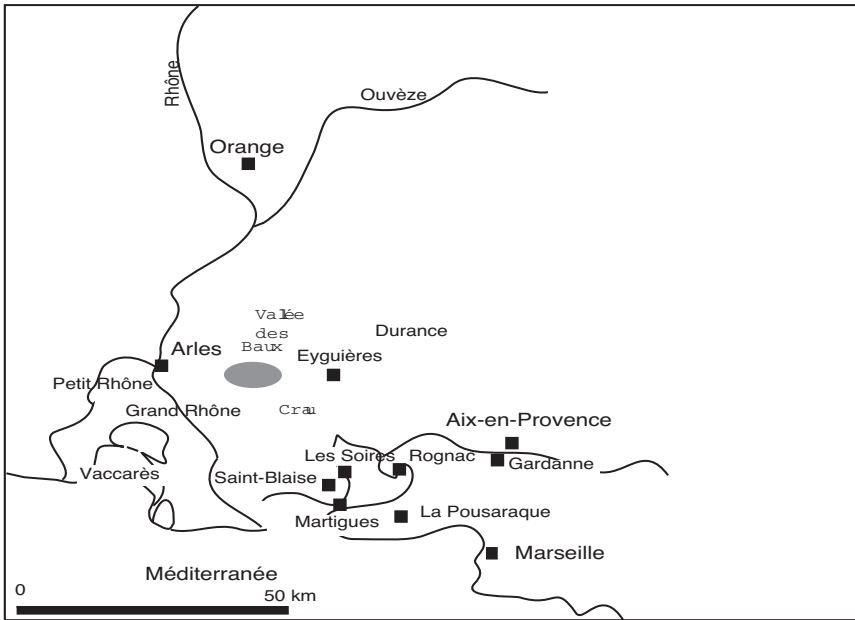 Rhône
Ouvèze
Orange
Valée
des
Baux
Durance
Arles
Eyguières
Petit Rhône
Grand Rhône
Crau
Aix-en-Provence
Les Soires
Rognac
Gardanne
Vaccarès
Saint-Blaise
Martigues
La Pousaraque
Marseille
Méditerranée
0
50 km